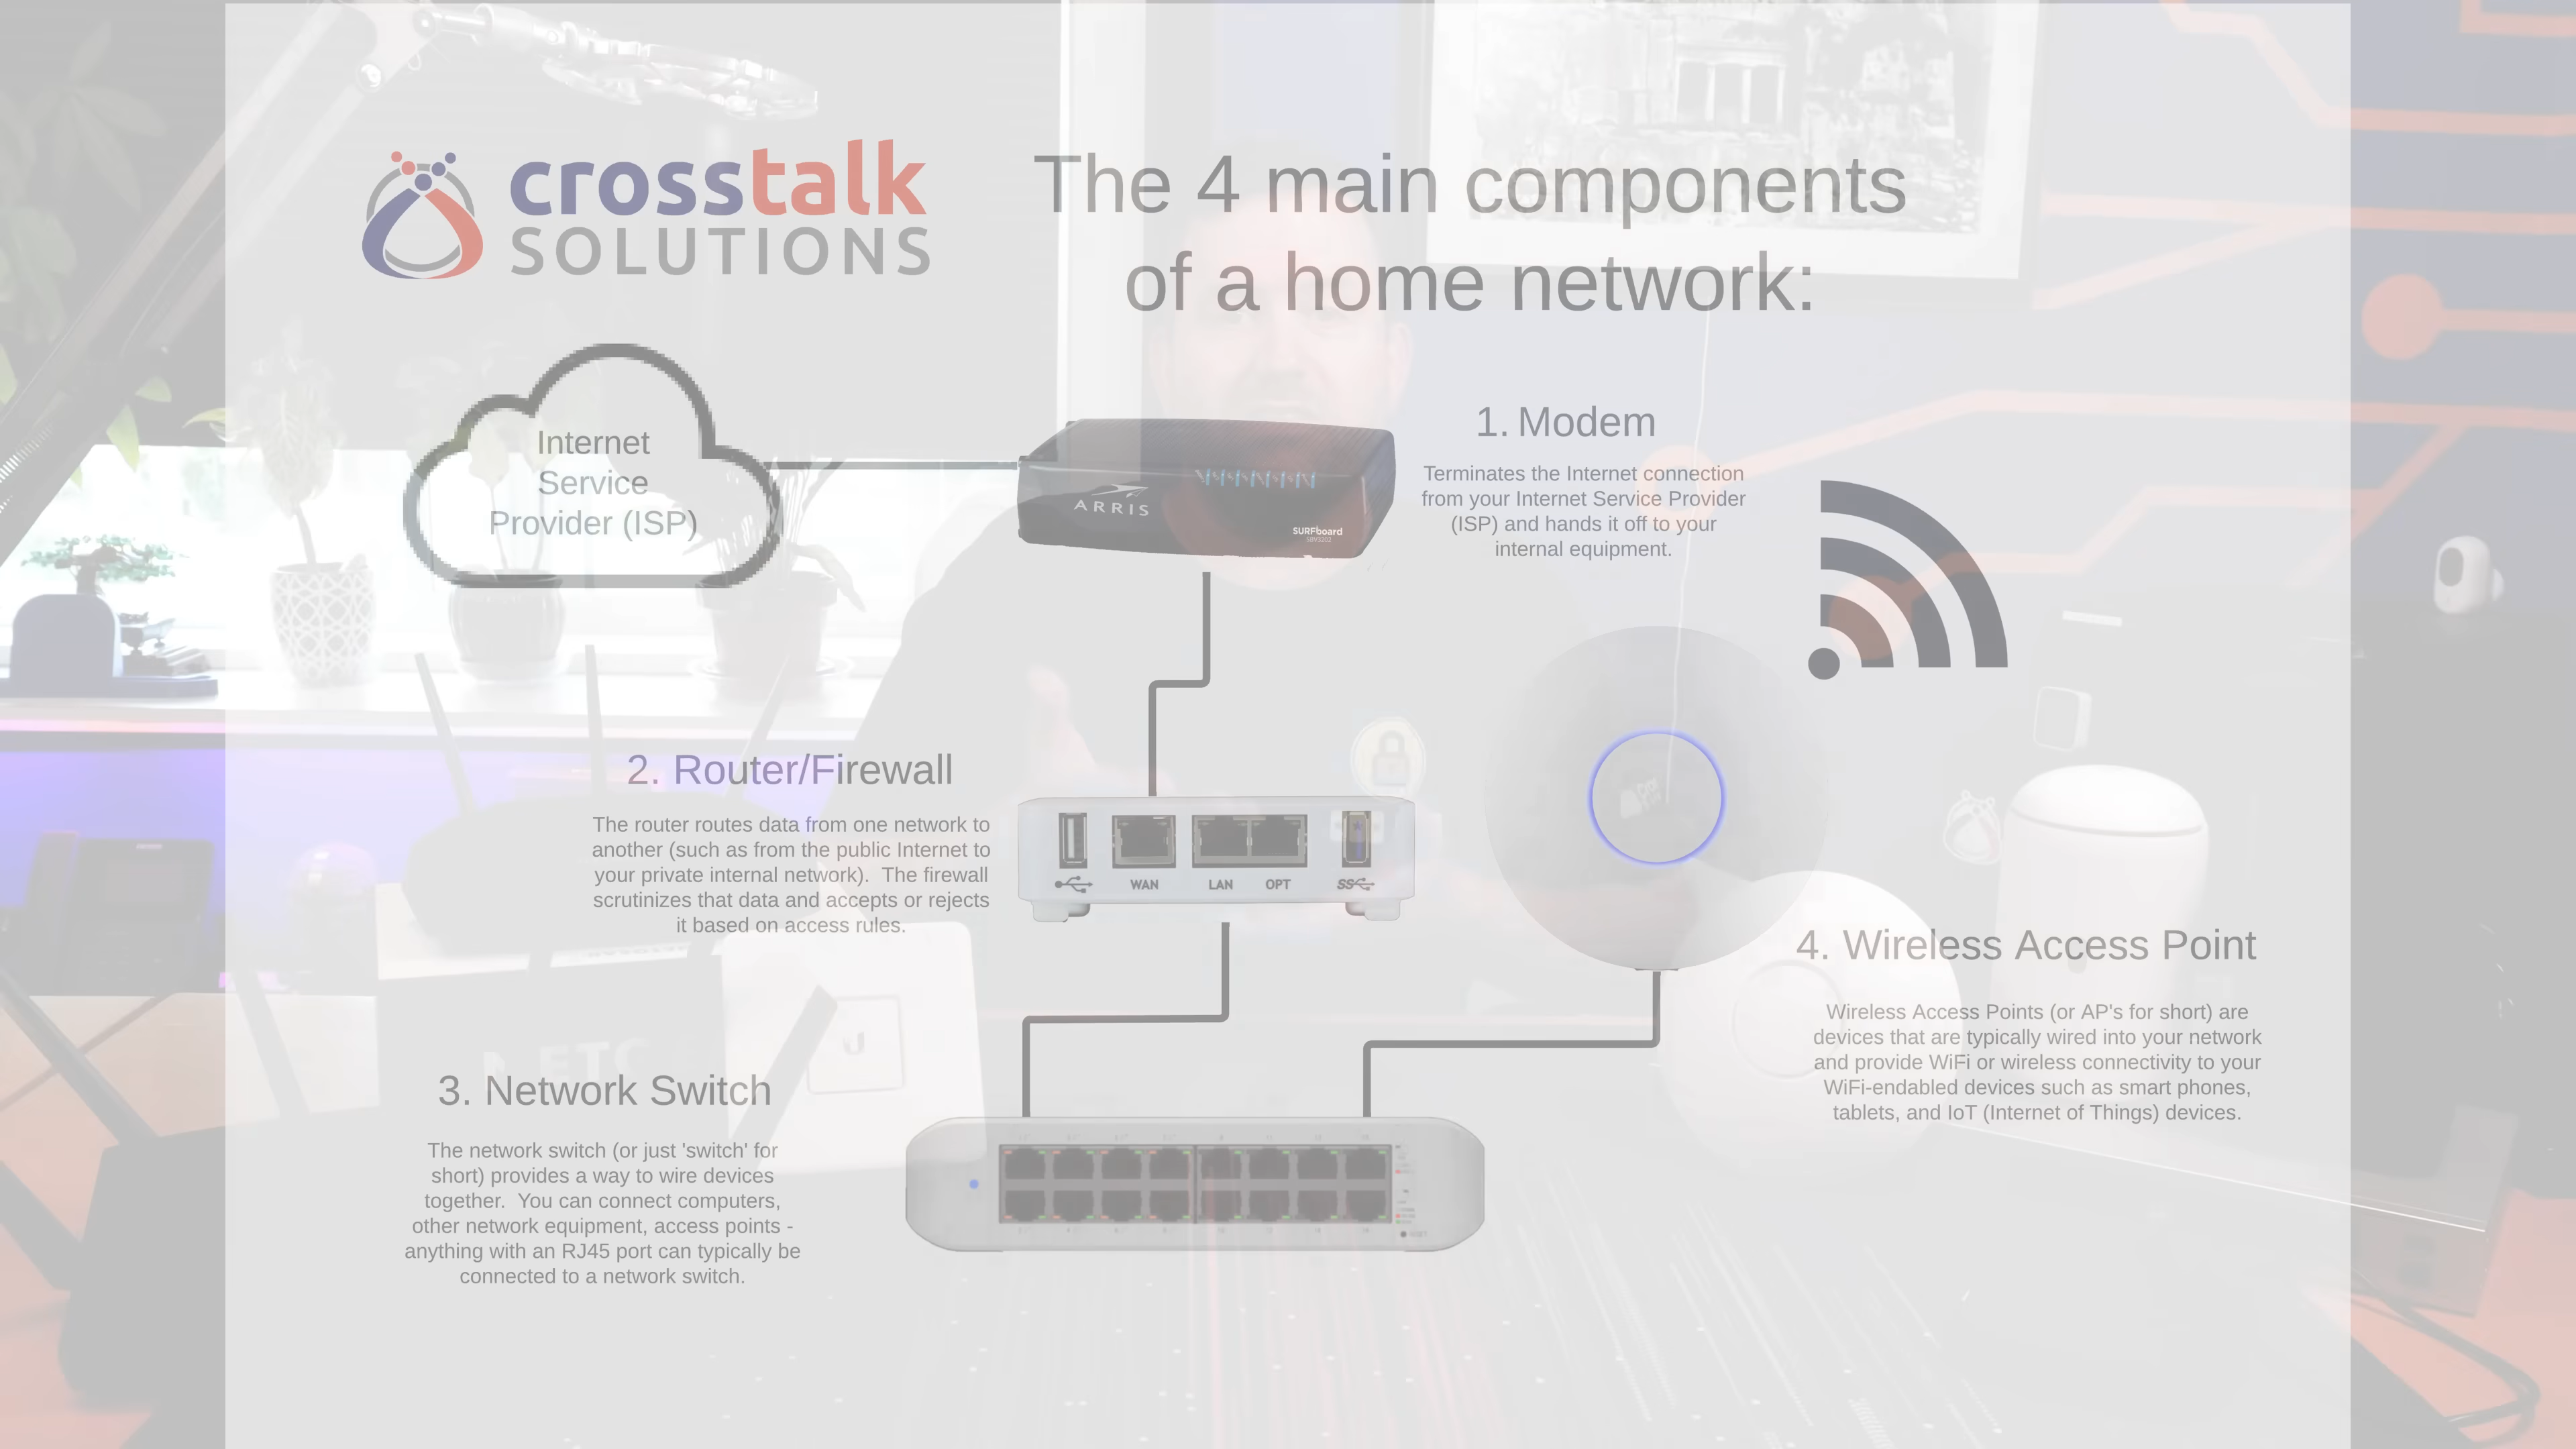 crosstalk
SOLUTIONS
The 4 main components
of a home network:
Internet
Service
Provider (ISP)
ARRIS
SURFboard
SBV3202
1. Modem
Terminates the Internet connection
from your Internet Service Provider
(ISP) and hands it off to your
internal equipment.
2. Router/Firewall
The router routes data from one network to
another (such as from the public Internet to
your private internal network). The firewall
scrutinizes that data and accepts or rejects
it based on access rules.
WAN
LAN
OPT
SS
4. Wireless Access Point
Wireless Access Points (or AP's for short) are
devices that are typically wired into your network
and provide WiFi or wireless connectivity to your
WiFi-endabled devices such as smart phones,
tablets, and IoT (Internet of Things) devices.
3. Network Switch
The network switch (or just 'switch' for
short) provides a way to wire devices
together. You can connect computers,
other network equipment, access points -
anything with an RJ45 port can typically be
connected to a network switch.